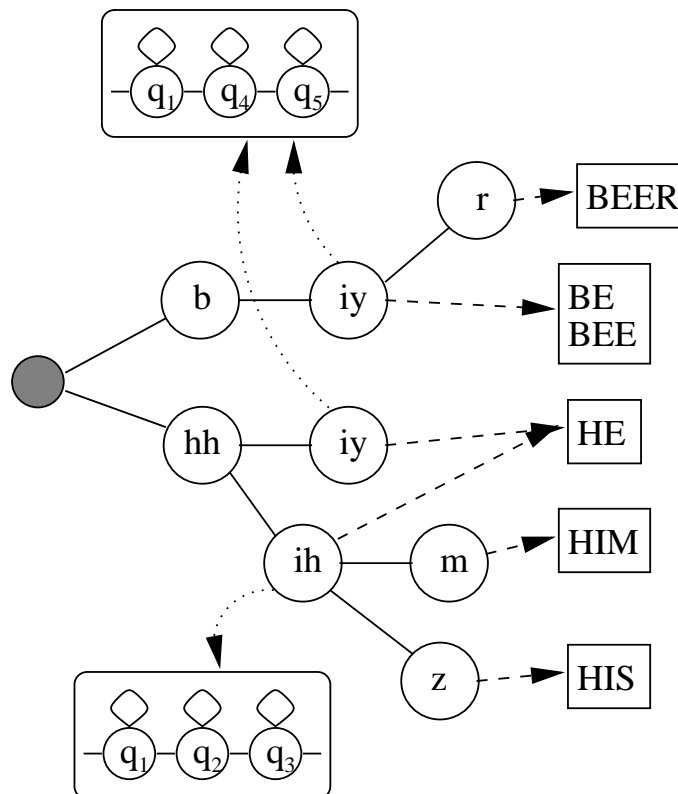 q₁ q₄ q₅
r
BEER
b
iy
BE
BEE
hh
iy
HE
ih
m
HIM
z
HIS
q₁ q₂ q₃